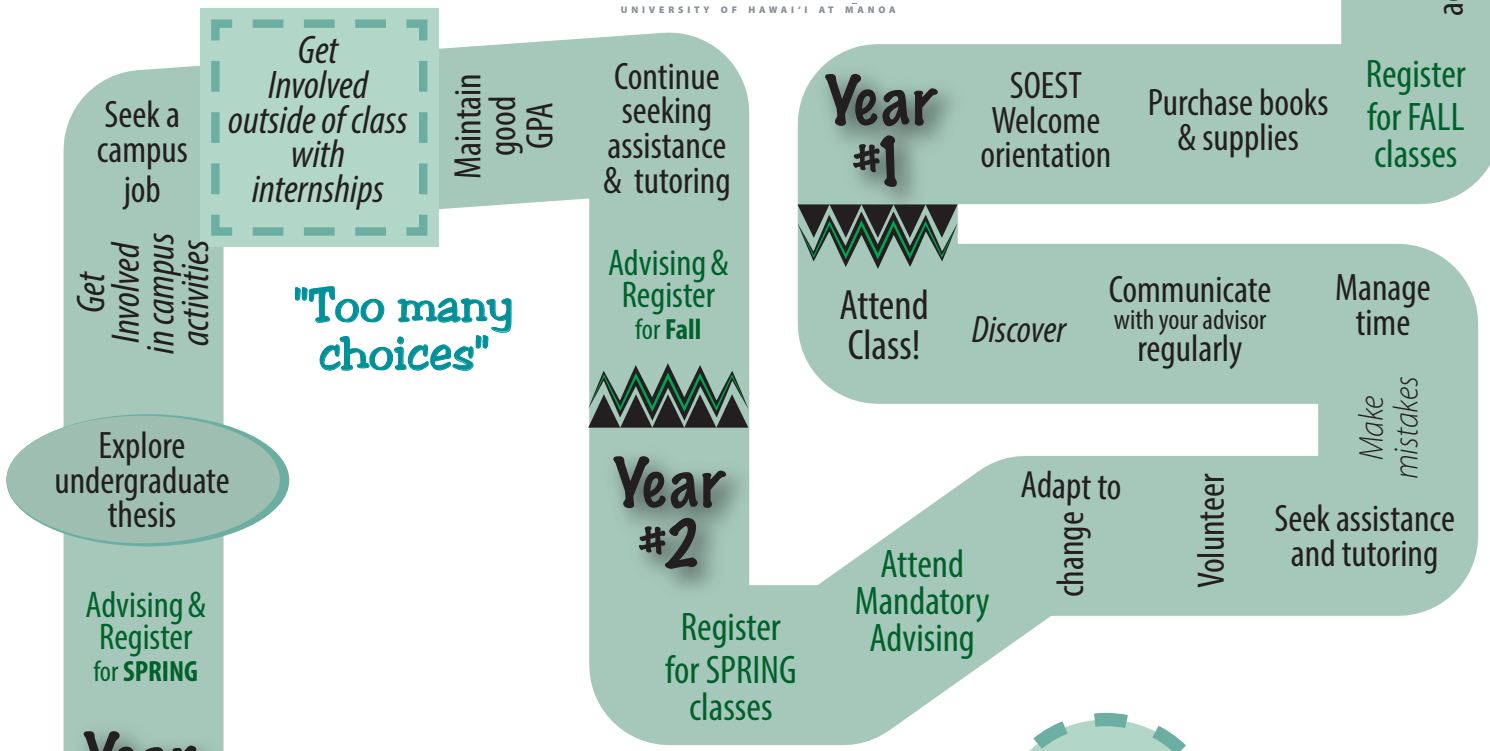 UNIVERSITY OF HAWAI'I AT MĀNOA
Register
for FALL
classes
Purchase books
& supplies
SOEST
Welcome
orientation
Year
#1
Attend
Class!
Discover
Communicate
with your advisor
regularly
Manage
time
Make
mistakes
Seek assistance
and tutoring
Volunteer
Adapt to
change
Attend
Mandatory
Advising
Register
for SPRING
classes
Year
#2
Advising &
Register
for Fall
Continue
seeking
assistance
& tutoring
Maintain
good
GPA
Get
Involved
outside of class
with
internships
Seek a
campus
job
Get
Involved
in campus
activities
"Too many
choices"
Explore
undergraduate
thesis
Advising &
Register
for SPRING
Year